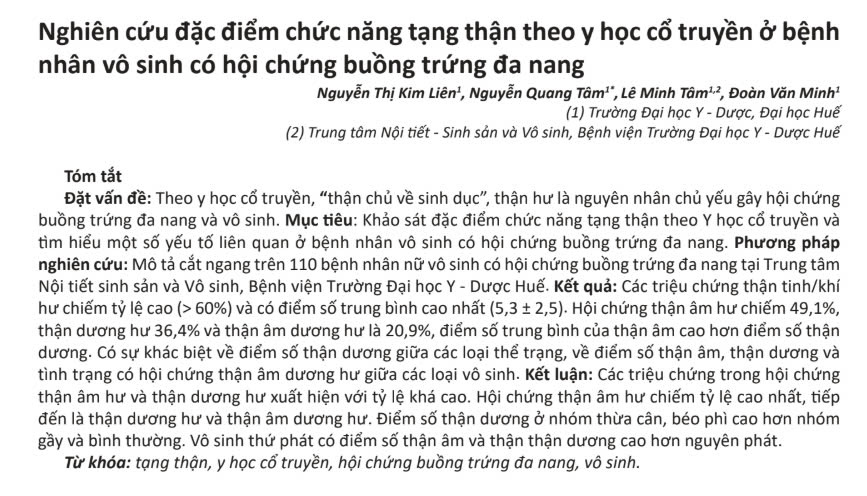 Nghiên cứu đặc điểm chức năng tạng thận theo y học cổ truyền ở bệnh
nhân vô sinh có hội chứng buồng trứng đa nang
Nguyễn Thị Kim Liên¹, Nguyễn Quang Tâm¹*, Lê Minh Tâm¹,², Đoàn Văn Minh¹
(1) Trường Đại học Y - Dược, Đại học Huế
(2) Trung tâm Nội tiết - Sinh sản và Vô sinh, Bệnh viện Trường Đại học Y - Dược Huế
Tóm tắt
Đặt vấn đề: Theo y học cổ truyền, “thận chủ về sinh dục”, thận hư là nguyên nhân chủ yếu gây hội chứng
buồng trứng đa nang và vô sinh. Mục tiêu: Khảo sát đặc điểm chức năng tạng thận theo Y học cổ truyền và
tìm hiểu một số yếu tố liên quan ở bệnh nhân vô sinh có hội chứng buồng trứng đa nang. Phương pháp
nghiên cứu: Mô tả cắt ngang trên 110 bệnh nhân nữ vô sinh có hội chứng buồng trứng đa nang tại Trung tâm
Nội tiết sinh sản và Vô sinh, Bệnh viện Trường Đại học Y - Dược Huế. Kết quả: Các triệu chứng thận tinh/khí
hư chiếm tỷ lệ cao (> 60%) và có điểm số trung bình cao nhất (5,3 ± 2,5). Hội chứng thận âm hư chiếm 49,1%,
thận dương hư 36,4% và thận âm dương hư là 20,9%, điểm số trung bình của thận âm cao hơn điểm số thận
dương. Có sự khác biệt về điểm số thận dương giữa các loại thể trạng, về điểm số thận âm, thận dương và
tình trạng có hội chứng thận âm dương hư giữa các loại vô sinh. Kết luận: Các triệu chứng trong hội chứng
thận âm hư và thận dương hư xuất hiện với tỷ lệ khá cao. Hội chứng thận âm hư chiếm tỷ lệ cao nhất, tiếp
đến là thận dương hư và thận âm dương hư. Điểm số thận dương ở nhóm thừa cân, béo phì cao hơn nhóm
gầy và bình thường. Vô sinh thứ phát có điểm số thận âm và thận thận dương cao hơn nguyên phát.
Từ khóa: tạng thận, y học cổ truyền, hội chứng buồng trứng đa nang, vô sinh.